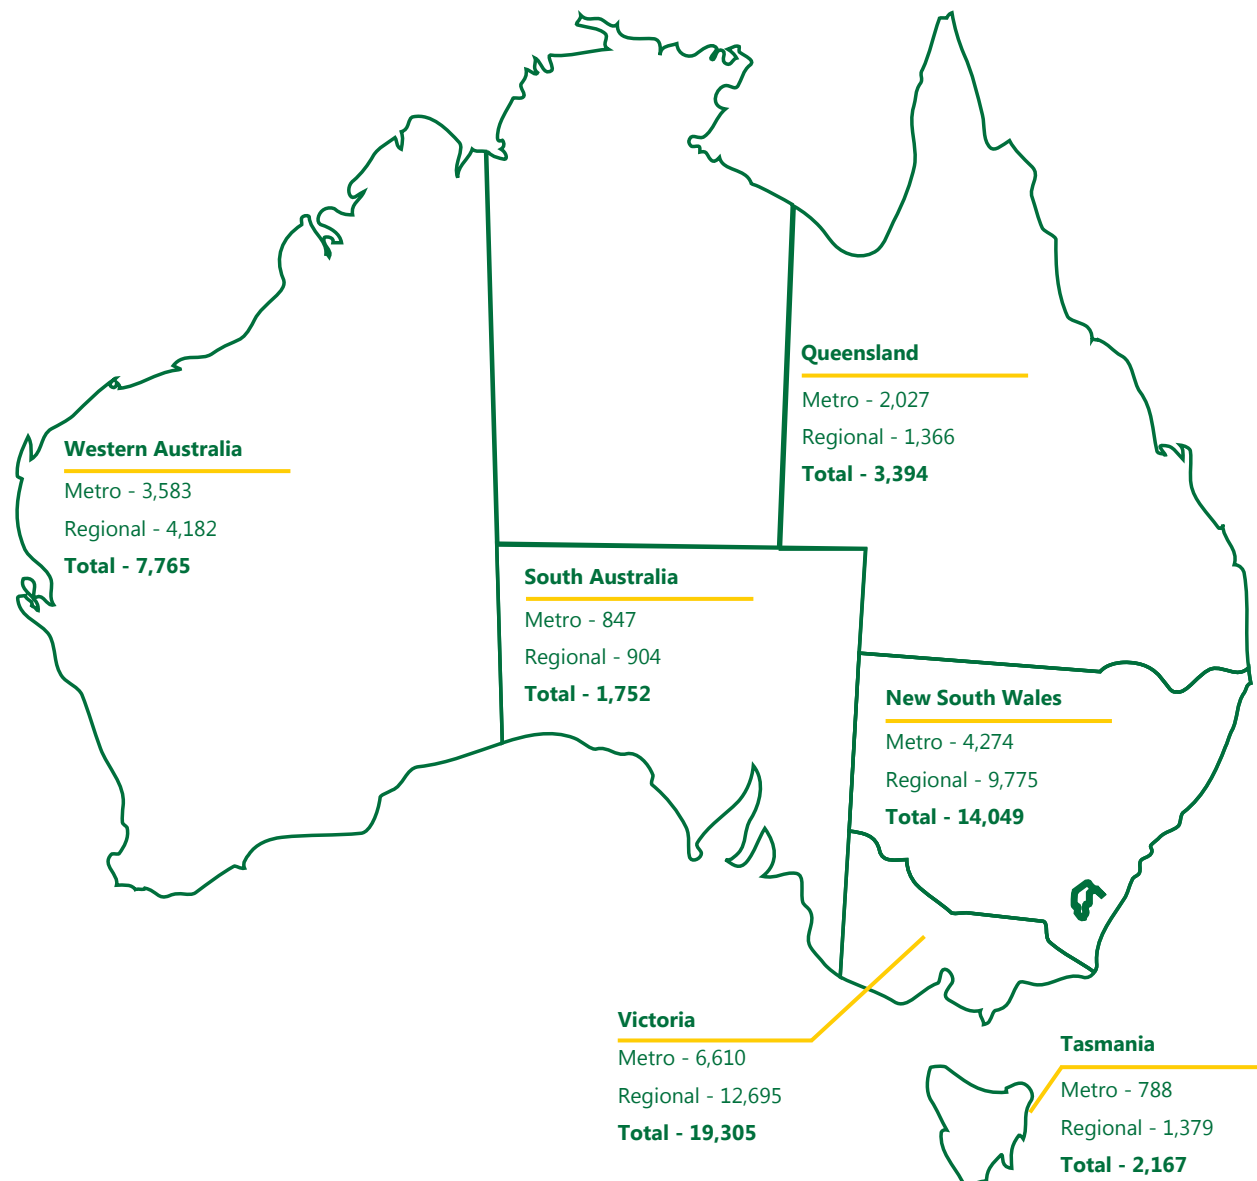 Queensland
Metro - 2,027
Regional - 1,366
Total - 3,394
Western Australia
Metro - 3,583
Regional - 4,182
Total - 7,765
South Australia
Metro - 847
Regional - 904
Total - 1,752
New South Wales
Metro - 4,274
Regional - 9,775
Total - 14,049
Victoria
Metro - 6,610
Regional - 12,695
Total - 19,305
Tasmania
Metro - 788
Regional - 1,379
Total - 2,167